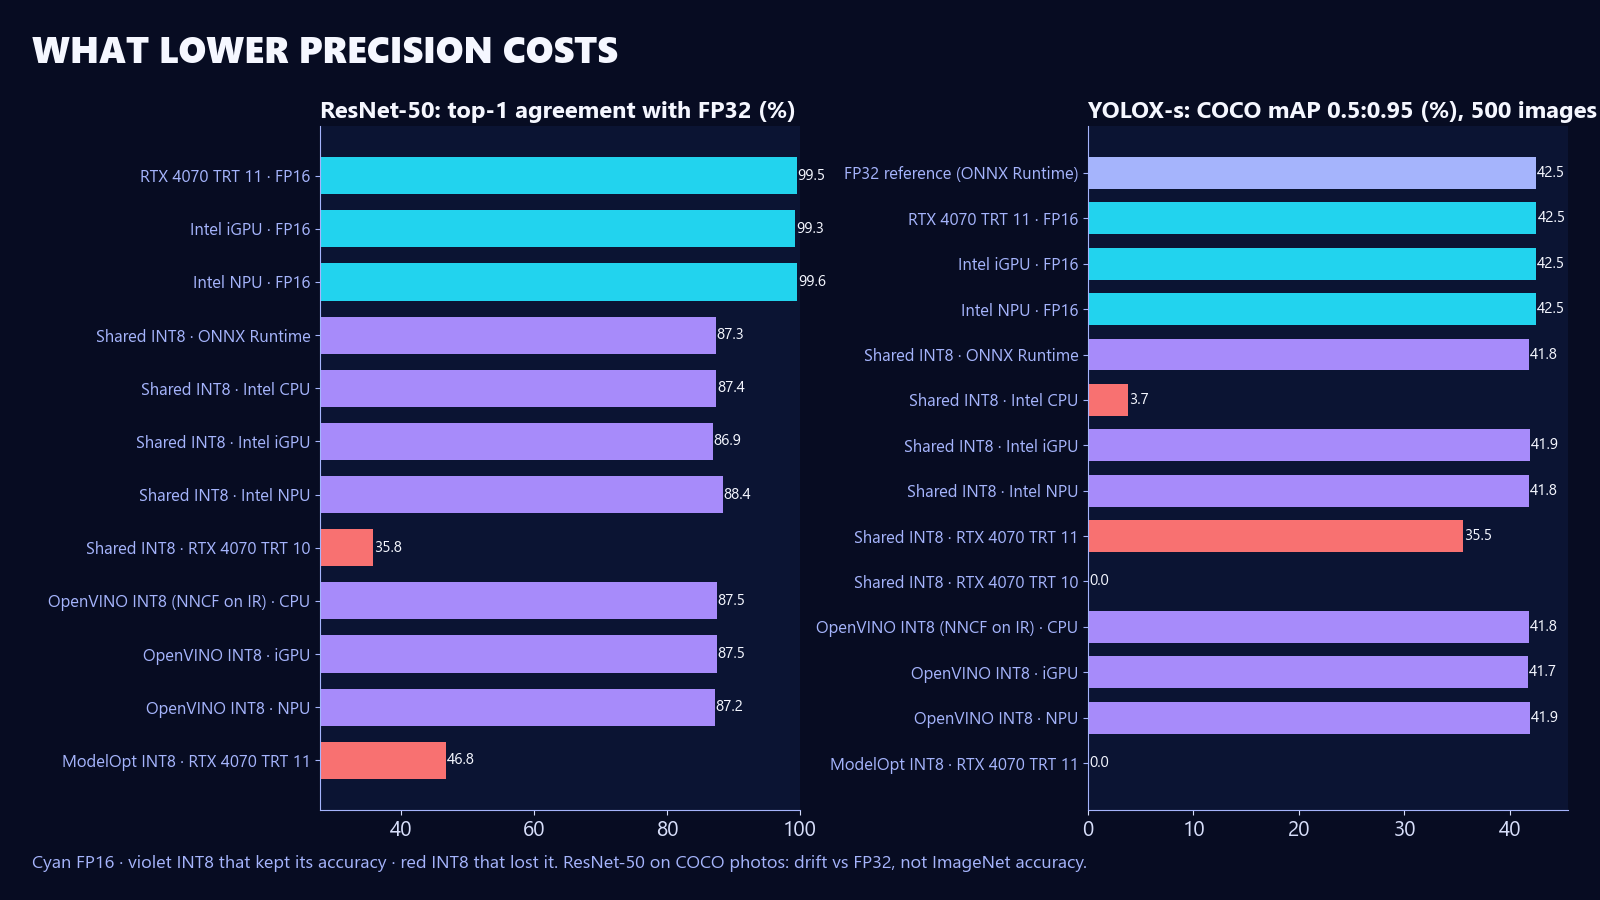 WHAT LOWER PRECISION COSTS
ResNet-50: top-1 agreement with FP32 (%)
RTX 4070 TRT 11 · FP16 99.5
Intel iGPU · FP16 99.3
Intel NPU · FP16 99.6
Shared INT8 · ONNX Runtime 87.3
Shared INT8 · Intel CPU 87.4
Shared INT8 · Intel iGPU 86.9
Shared INT8 · Intel NPU 88.4
Shared INT8 · RTX 4070 TRT 10 35.8
OpenVINO INT8 (NNCF on IR) · CPU 87.5
OpenVINO INT8 · iGPU 87.5
OpenVINO INT8 · NPU 87.2
ModelOpt INT8 · RTX 4070 TRT 11 46.8
40 60 80 100
YOLOX-s: COCO mAP 0.5:0.95 (%), 500 images
FP32 reference (ONNX Runtime) 42.5
RTX 4070 TRT 11 · FP16 42.5
Intel iGPU · FP16 42.5
Intel NPU · FP16 42.5
Shared INT8 · ONNX Runtime 41.8
Shared INT8 · Intel CPU 3.7
Shared INT8 · Intel iGPU 41.9
Shared INT8 · Intel NPU 41.8
Shared INT8 · RTX 4070 TRT 11 35.5
Shared INT8 · RTX 4070 TRT 10 0.0
OpenVINO INT8 (NNCF on IR) · CPU 41.8
OpenVINO INT8 · iGPU 41.7
OpenVINO INT8 · NPU 41.9
ModelOpt INT8 · RTX 4070 TRT 11 0.0
0 10 20 30 40
Cyan FP16 · violet INT8 that kept its accuracy · red INT8 that lost it. ResNet-50 on COCO photos: drift vs FP32, not ImageNet accuracy.